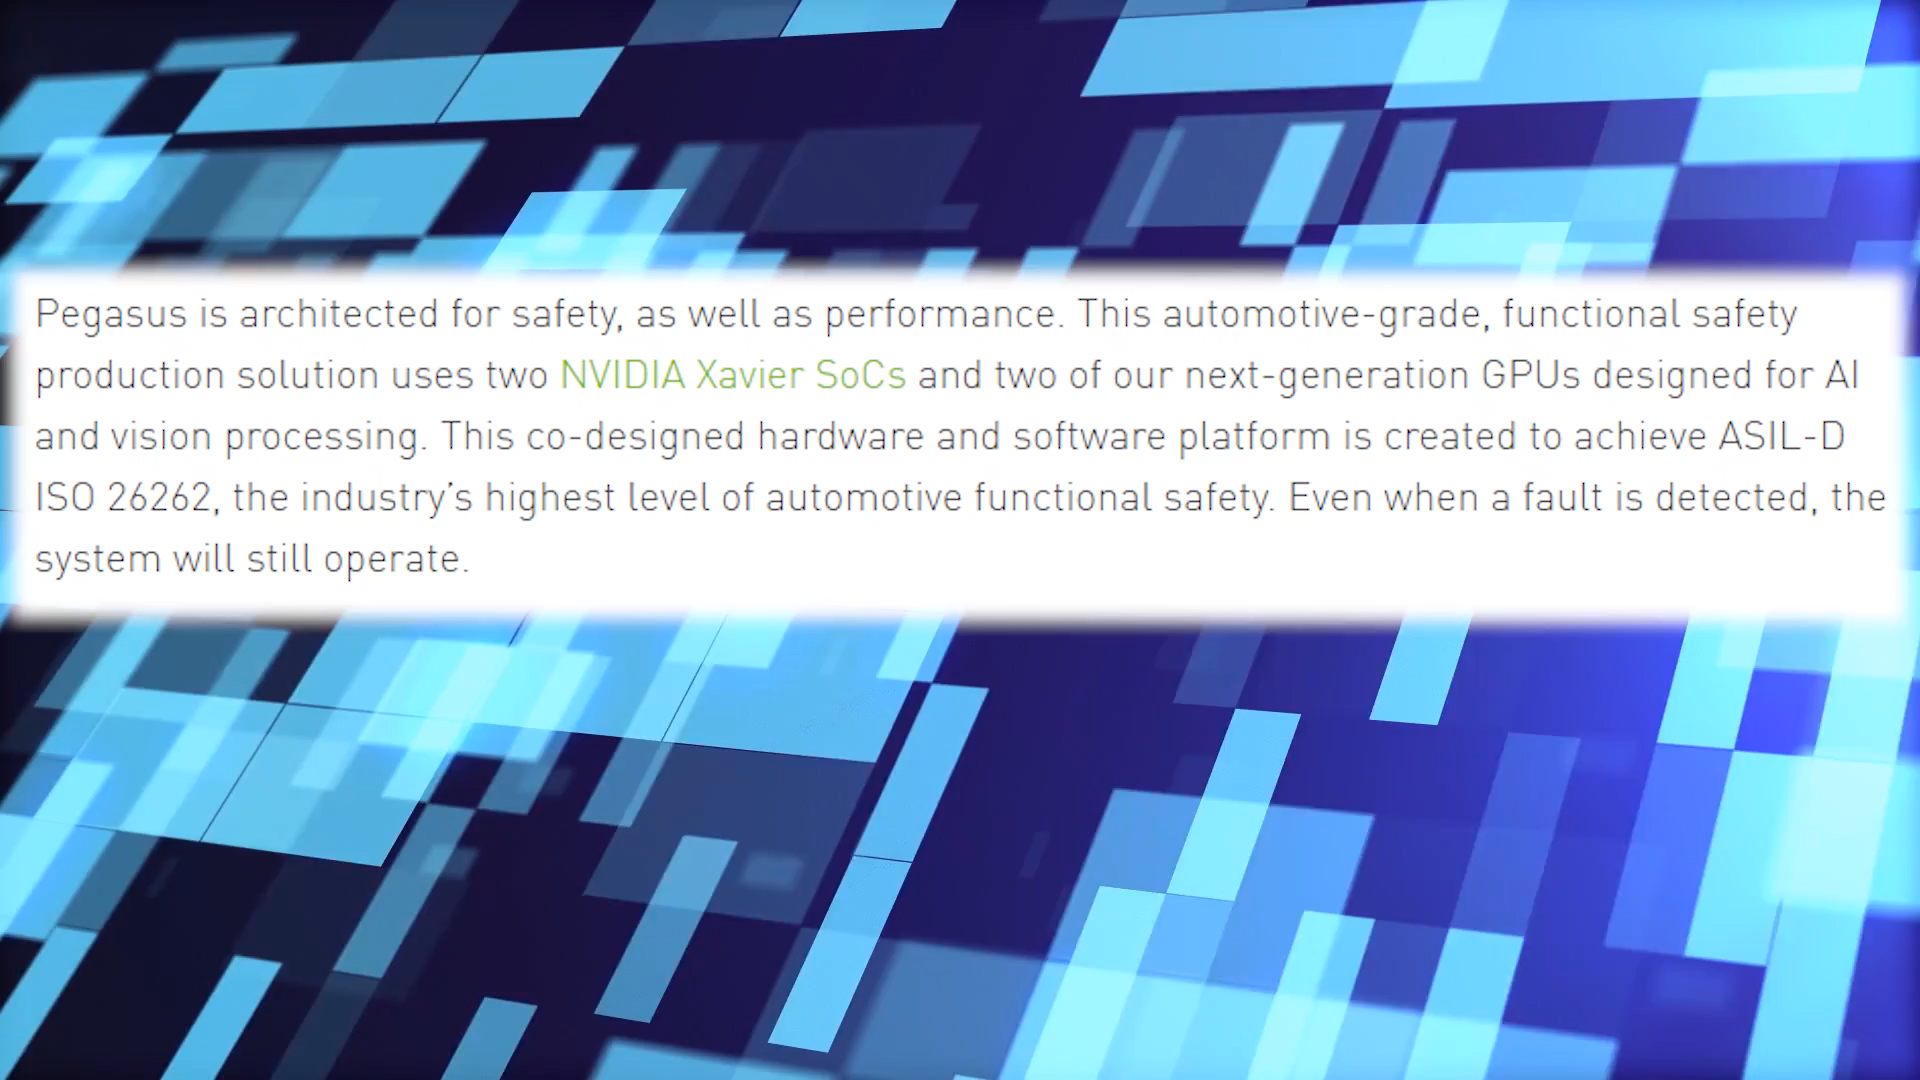 Pegasus is architected for safety, as well as performance. This automotive-grade, functional safety
production solution uses two NVIDIA Xavier SoCs and two of our next-generation GPUs designed for AI
and vision processing. This co-designed hardware and software platform is created to achieve ASIL-D
ISO 26262, the industry’s highest level of automotive functional safety. Even when a fault is detected, the
system will still operate.